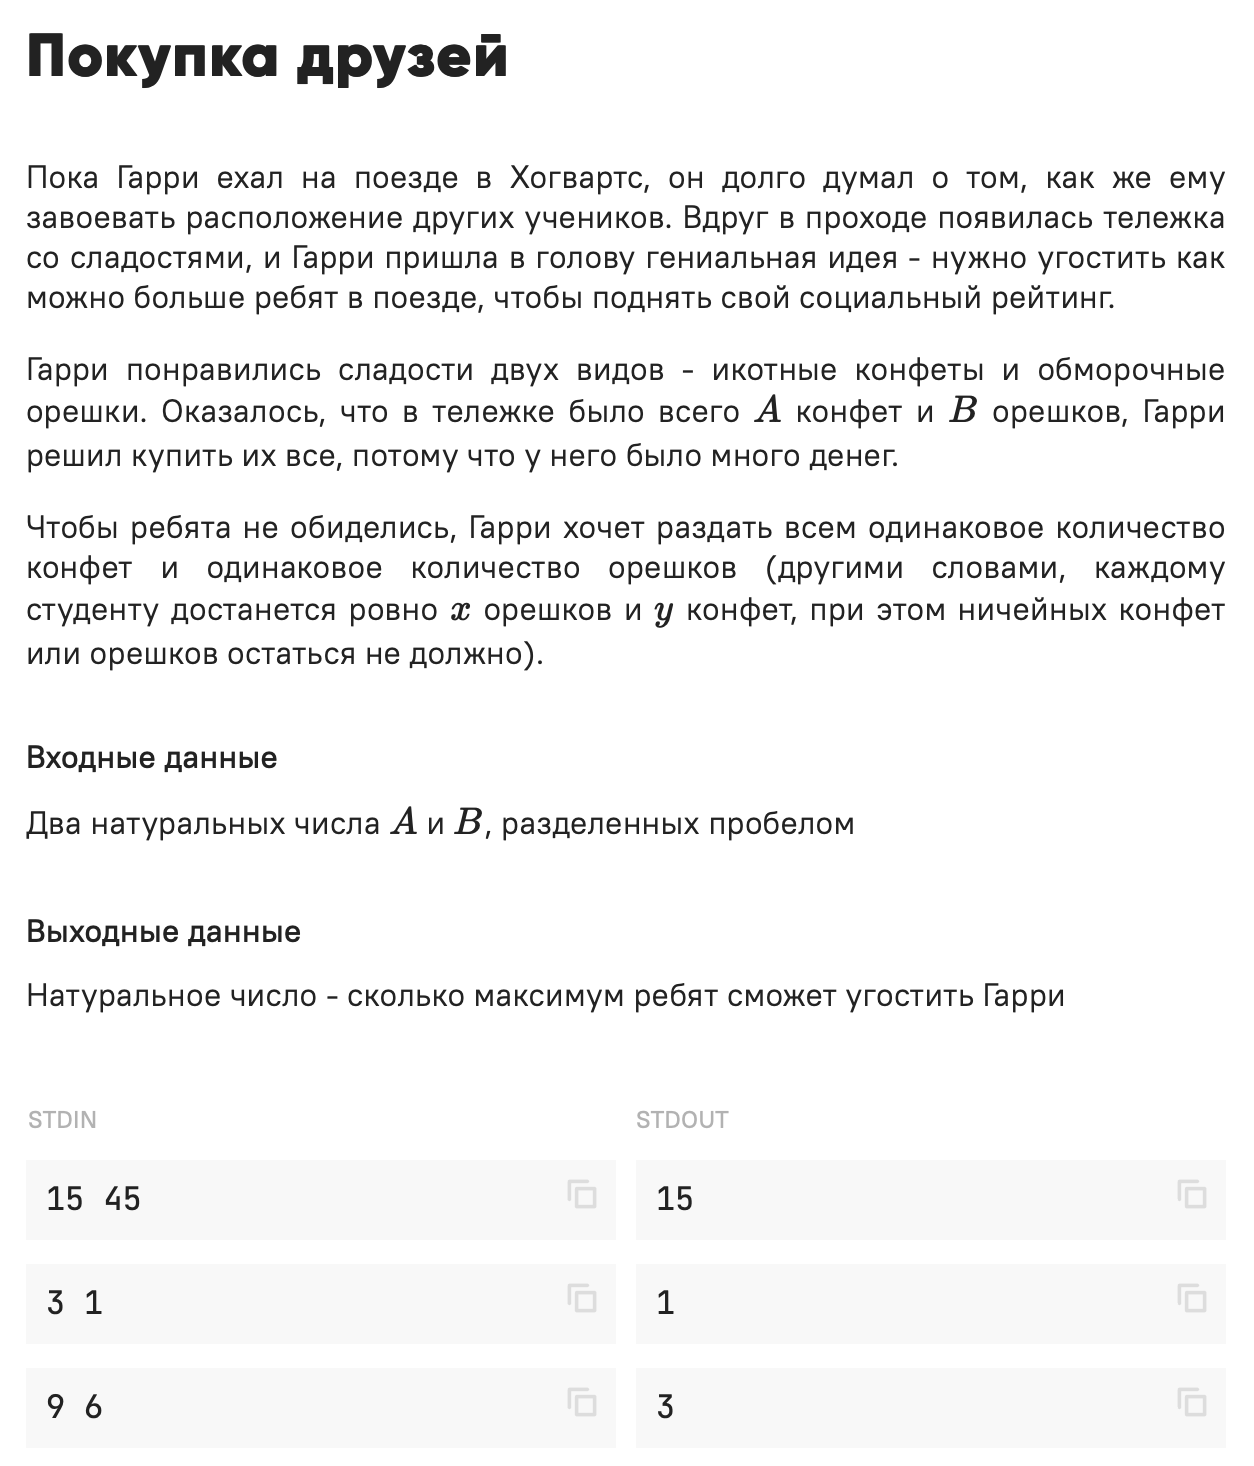 Покупка друзей
Пока Гарри ехал на поезде в Хогвартс, он долго думал о том, как же ему
завоевать расположение других учеников. Вдруг в проходе появилась тележка
со сладостями, и Гарри пришла в голову гениальная идея - нужно угостить как
можно больше ребят в поезде, чтобы поднять свой социальный рейтинг.
Гарри понравились сладости двух видов - икотные конфеты и обморочные
орешки. Оказалось, что в тележке было всего A конфет и B орешков, Гарри
решил купить их все, потому что у него было много денег.
Чтобы ребята не обиделись, Гарри хочет раздать всем одинаковое количество
конфет и одинаковое количество орешков (другими словами, каждому
студенту достанется ровно x орешков и y конфет, при этом ничейных конфет
или орешков остаться не должно).
Входные данные
Два натуральных числа A и B, разделенных пробелом
Выходные данные
Натуральное число - сколько максимум ребят сможет угостить Гарри
STDIN STDOUT
15 45 15
3 1 1
9 6 3